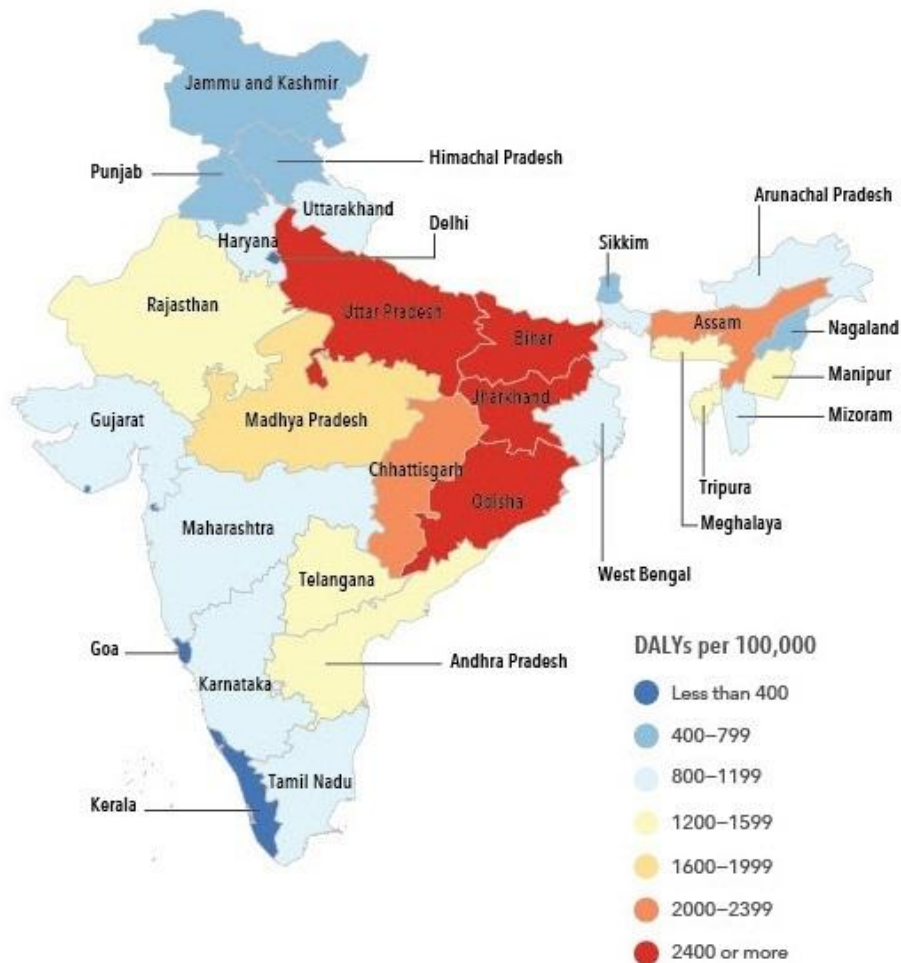 Jammu and Kashmir
Himachal Pradesh
Punjab
Arunachal Pradesh
Uttarakhand
Delhi
Sikkim
Haryana
Rajasthan
Uttar Pradesh
Assam
Nagaland
Bihar
Manipur
Jharkhand
Gujarat
Madhya Pradesh
Mizoram
Chhattisgarh
Tripura
Odisha
Meghalaya
Maharashtra
West Bengal
Telangana
Goa
Andhra Pradesh
Karnataka
Tamil Nadu
Kerala
DALYs per 100,000
Less than 400
400–799
800–1199
1200–1599
1600–1999
2000–2399
2400 or more